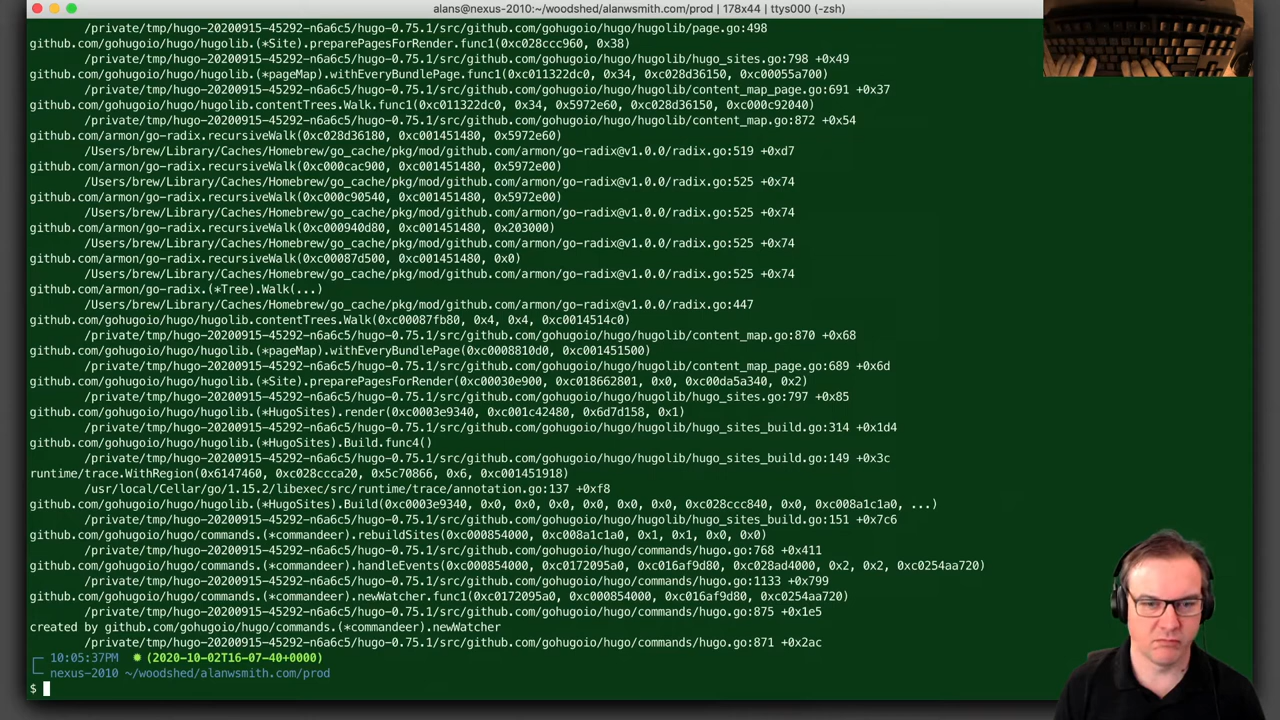 alans@nexus-2010:~/woodshed/alanwsmith.com/prod | 178x44 | ttys000 (-zsh)
/private/tmp/hugo-20200915-45292-n6a6c5/hugo-0.75.1/src/github.com/gohugoio/hugo/hugolib/page.go:498
github.com/gohugoio/hugo/hugolib.(*Site).preparePagesForRender.func1(0xc028ccc960, 0x38)
/private/tmp/hugo-20200915-45292-n6a6c5/hugo-0.75.1/src/github.com/gohugoio/hugo/hugolib/hugo_sites.go:798 +0x49
github.com/gohugoio/hugo/hugolib.(*pageMap).withEveryBundlePage.func1(0xc011322dc0, 0x34, 0x5972e60, 0xc028d36150, 0xc00055a700)
/private/tmp/hugo-20200915-45292-n6a6c5/hugo-0.75.1/src/github.com/gohugoio/hugo/hugolib/content_map_page.go:691 +0x37
github.com/gohugoio/hugo/hugolib.contentTrees.Walk.func1(0xc011322dc0, 0x34, 0x5972e60, 0xc028d36150, 0xc000c92040)
/private/tmp/hugo-20200915-45292-n6a6c5/hugo-0.75.1/src/github.com/gohugoio/hugo/hugolib/content_map.go:872 +0x54
github.com/armon/go-radix.recursiveWalk(0xc028d36180, 0xc001451480, 0x5972e60)
/Users/brew/Library/Caches/Homebrew/go_cache/pkg/mod/github.com/armon/go-radix@v1.0.0/radix.go:519 +0xd7
github.com/armon/go-radix.recursiveWalk(0xc000cac900, 0xc001451480, 0x5972e00)
/Users/brew/Library/Caches/Homebrew/go_cache/pkg/mod/github.com/armon/go-radix@v1.0.0/radix.go:525 +0x74
github.com/armon/go-radix.recursiveWalk(0xc000c90540, 0xc001451480, 0x5972e00)
/Users/brew/Library/Caches/Homebrew/go_cache/pkg/mod/github.com/armon/go-radix@v1.0.0/radix.go:525 +0x74
github.com/armon/go-radix.recursiveWalk(0xc000940d80, 0xc001451480, 0x203000)
/Users/brew/Library/Caches/Homebrew/go_cache/pkg/mod/github.com/armon/go-radix@v1.0.0/radix.go:525 +0x74
github.com/armon/go-radix.recursiveWalk(0xc00087d500, 0xc001451480, 0x0)
/Users/brew/Library/Caches/Homebrew/go_cache/pkg/mod/github.com/armon/go-radix@v1.0.0/radix.go:525 +0x74
github.com/armon/go-radix.(*Tree).Walk(...)
/Users/brew/Library/Caches/Homebrew/go_cache/pkg/mod/github.com/armon/go-radix@v1.0.0/radix.go:447
github.com/gohugoio/hugo/hugolib.contentTrees.Walk(0xc00087fb80, 0x4, 0x4, 0xc0014514c0)
/private/tmp/hugo-20200915-45292-n6a6c5/hugo-0.75.1/src/github.com/gohugoio/hugo/hugolib/content_map.go:870 +0x68
github.com/gohugoio/hugo/hugolib.(*pageMap).withEveryBundlePage(0xc0008810d0, 0xc001451500)
/private/tmp/hugo-20200915-45292-n6a6c5/hugo-0.75.1/src/github.com/gohugoio/hugo/hugolib/content_map_page.go:689 +0x6d
github.com/gohugoio/hugo/hugolib.(*Site).preparePagesForRender(0xc00030e900, 0xc018662801, 0x0, 0xc00da5a340, 0x2)
/private/tmp/hugo-20200915-45292-n6a6c5/hugo-0.75.1/src/github.com/gohugoio/hugo/hugolib/hugo_sites.go:797 +0x85
github.com/gohugoio/hugo/hugolib.(*HugoSites).render(0xc0003e9340, 0xc001c42480, 0x6d7d158, 0x1)
/private/tmp/hugo-20200915-45292-n6a6c5/hugo-0.75.1/src/github.com/gohugoio/hugo/hugolib/hugo_sites_build.go:314 +0x1d4
github.com/gohugoio/hugo/hugolib.(*HugoSites).Build.func4()
/private/tmp/hugo-20200915-45292-n6a6c5/hugo-0.75.1/src/github.com/gohugoio/hugo/hugolib/hugo_sites_build.go:149 +0x3c
runtime/trace.WithRegion(0x6147460, 0xc028ccca20, 0x5c70866, 0x6, 0xc001451918)
/usr/local/Cellar/go/1.15.2/libexec/src/runtime/trace/annotation.go:137 +0xf8
github.com/gohugoio/hugo/hugolib.(*HugoSites).Build(0xc0003e9340, 0x0, 0x0, 0x0, 0x0, 0x0, 0x0, 0xc028ccc840, 0x0, 0xc008a1c1a0, ...)
/private/tmp/hugo-20200915-45292-n6a6c5/hugo-0.75.1/src/github.com/gohugoio/hugo/hugolib/hugo_sites_build.go:151 +0x7c6
github.com/gohugoio/hugo/commands.(*commandeer).rebuildSites(0xc000854000, 0xc008a1c1a0, 0x1, 0x1, 0x0, 0x0)
/private/tmp/hugo-20200915-45292-n6a6c5/hugo-0.75.1/src/github.com/gohugoio/hugo/commands/hugo.go:768 +0x411
github.com/gohugoio/hugo/commands.(*commandeer).handleEvents(0xc000854000, 0xc0172095a0, 0xc016af9d80, 0xc028ad4000, 0x2, 0x2, 0xc0254aa720)
/private/tmp/hugo-20200915-45292-n6a6c5/hugo-0.75.1/src/github.com/gohugoio/hugo/commands/hugo.go:1133 +0x799
github.com/gohugoio/hugo/commands.(*commandeer).newWatcher.func1(0xc0172095a0, 0xc000854000, 0xc016af9d80, 0xc0254aa720)
/private/tmp/hugo-20200915-45292-n6a6c5/hugo-0.75.1/src/github.com/gohugoio/hugo/commands/hugo.go:875 +0x1e5
created by github.com/gohugoio/hugo/commands.(*commandeer).newWatcher
/private/tmp/hugo-20200915-45292-n6a6c5/hugo-0.75.1/src/github.com/gohugoio/hugo/commands/hugo.go:871 +0x2ac
10:05:37PM (2020-10-02T16-07-40+0000)
nexus-2010 ~/woodshed/alanwsmith.com/prod
$